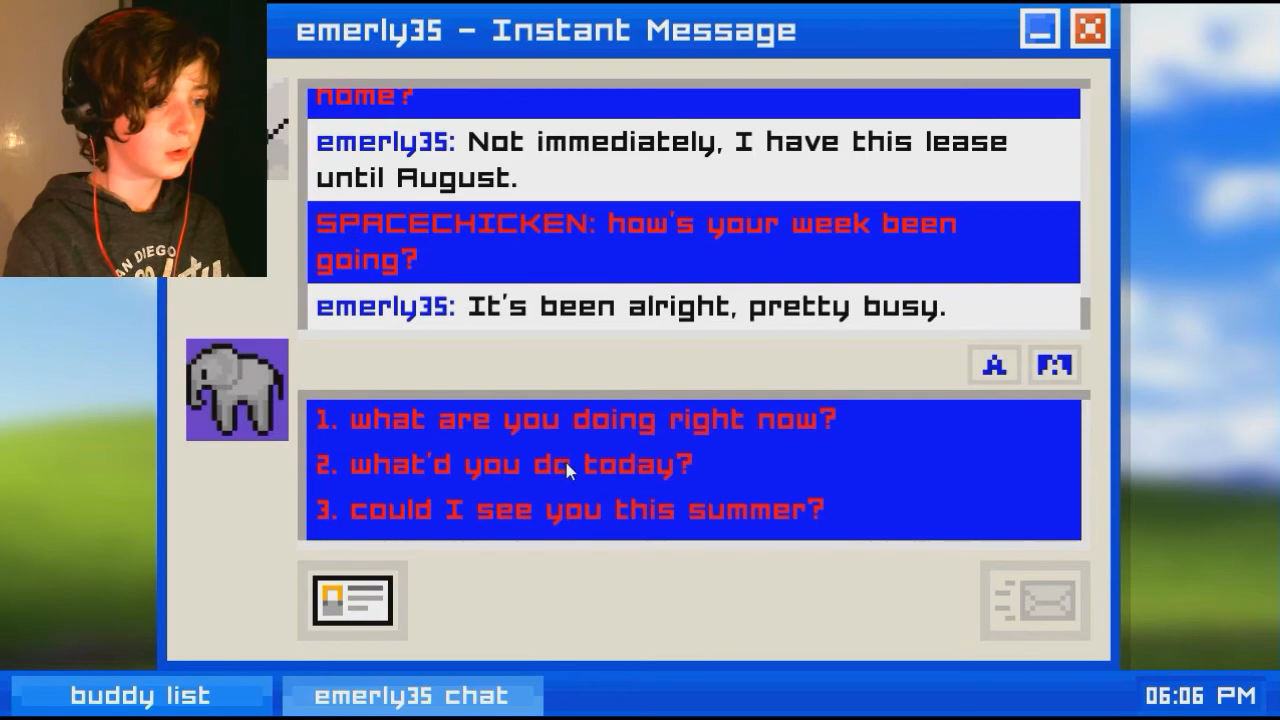 emerly35 - Instant Message
home?
emerly35: Not immediately, I have this lease
until August.
SPACECHICKEN: how's your week been
going?
emerly35: It's been alright, pretty busy.
A
1. what are you doing right now?
2. what'd you do today?
3. could I see you this summer?
AN DIEGO
buddy list
emerly35 chat
06:06 PM